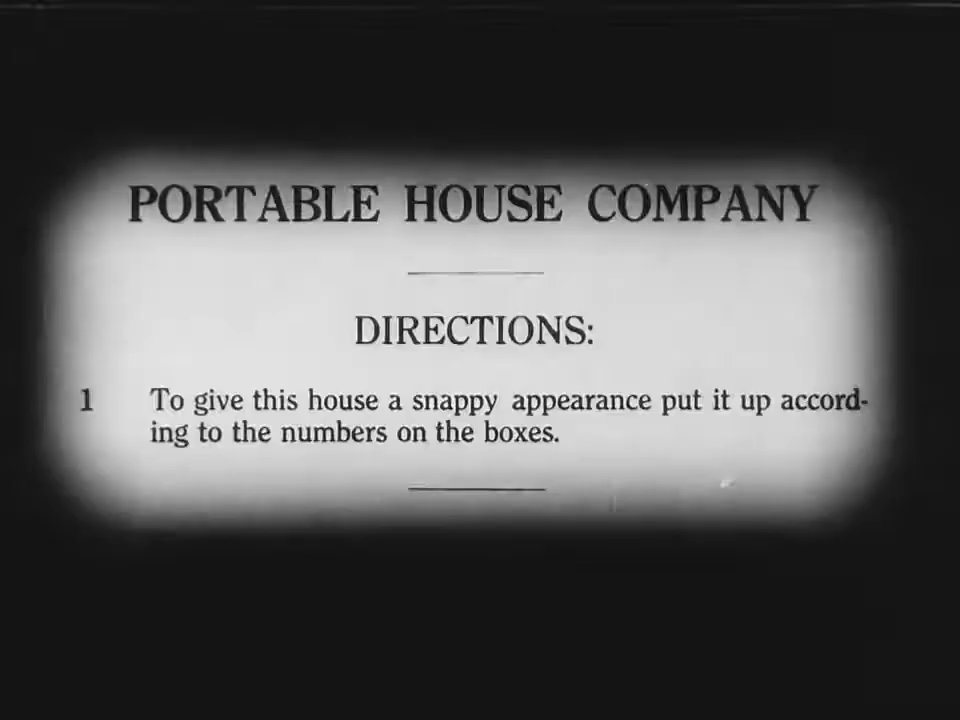 PORTABLE HOUSE COMPANY
DIRECTIONS:
1 To give this house a snappy appearance put it up accord-
ing to the numbers on the boxes.